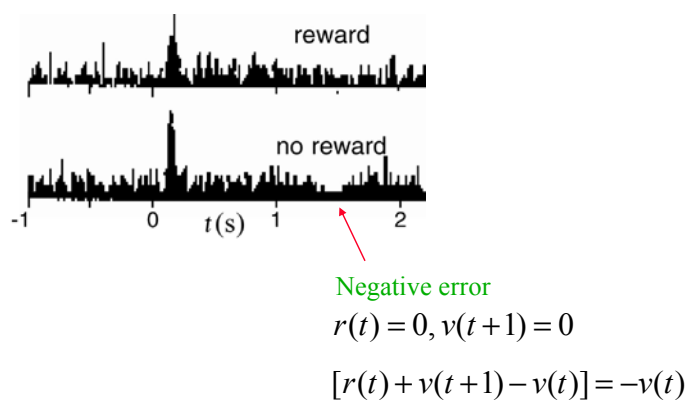 reward
no reward
-1 0 t(s) 1 2
Negative error
r(t) = 0, v(t+1) = 0
[r(t) + v(t+1) − v(t)] = −v(t)